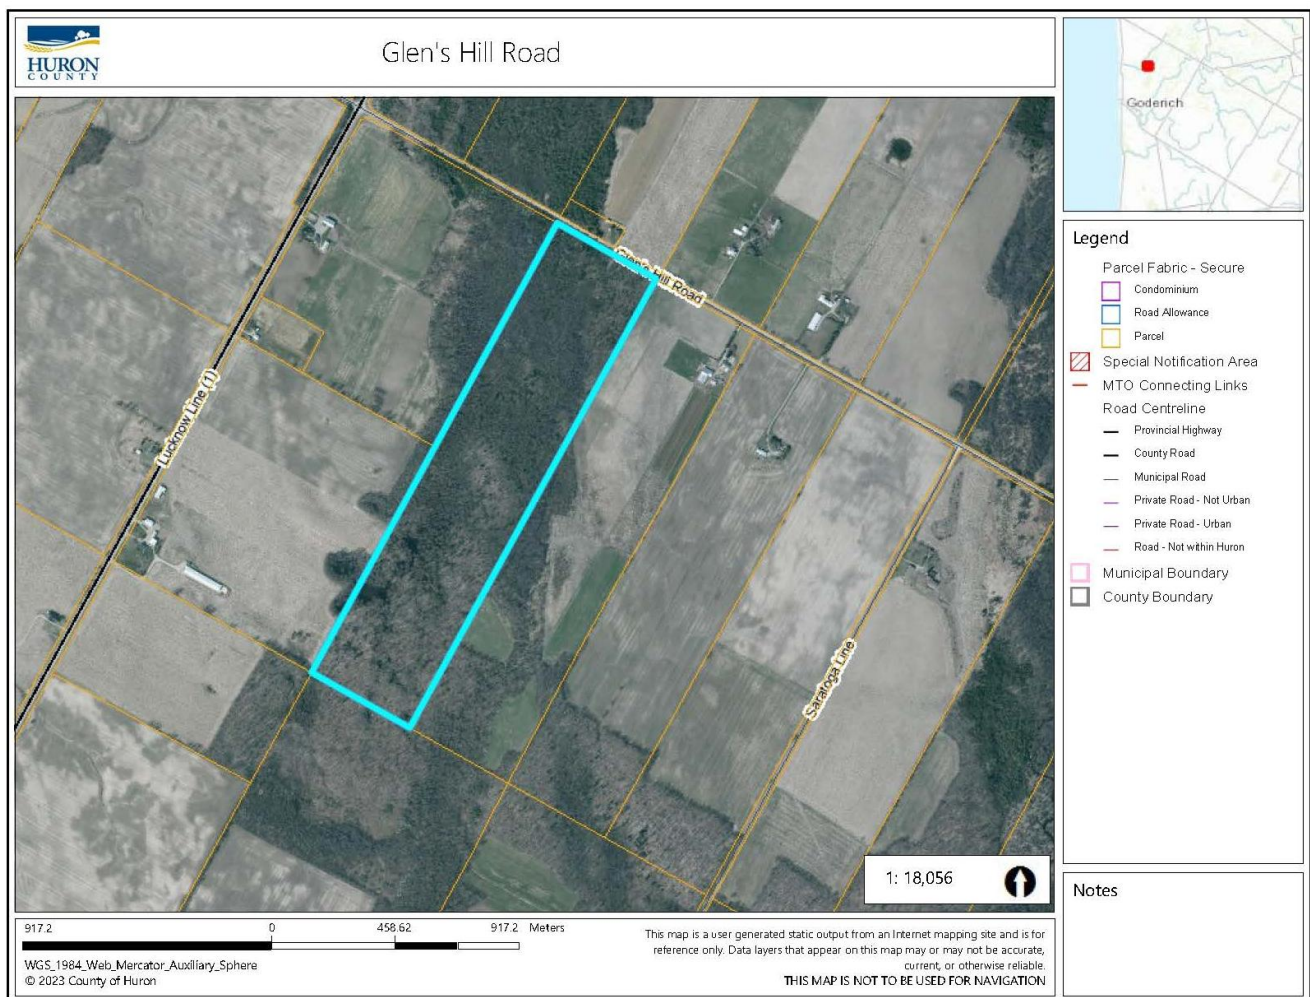 HURON
COUNTY
Glen's Hill Road
Goderich
Glen's Hill Road
Lucknow Line (1)
Saratoga Line
1: 18,056
Legend
Parcel Fabric - Secure
Condominium
Road Allowance
Parcel
Special Notification Area
MTO Connecting Links
Road Centreline
Provincial Highway
County Road
Municipal Road
Private Road - Not Urban
Private Road - Urban
Road - Not within Huron
Municipal Boundary
County Boundary
Notes
917.2 0 458.62 917.2 Meters
WGS_1984_Web_Mercator_Auxiliary_Sphere
© 2023 County of Huron
This map is a user generated static output from an Internet mapping site and is for
reference only. Data layers that appear on this map may or may not be accurate,
current, or otherwise reliable.
THIS MAP IS NOT TO BE USED FOR NAVIGATION